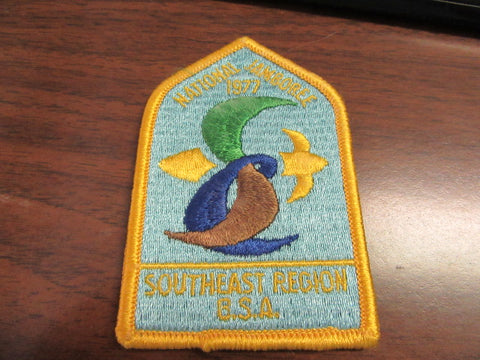 NATIONAL JAMBOREE
1977
SOUTHEAST REGION
B.S.A.